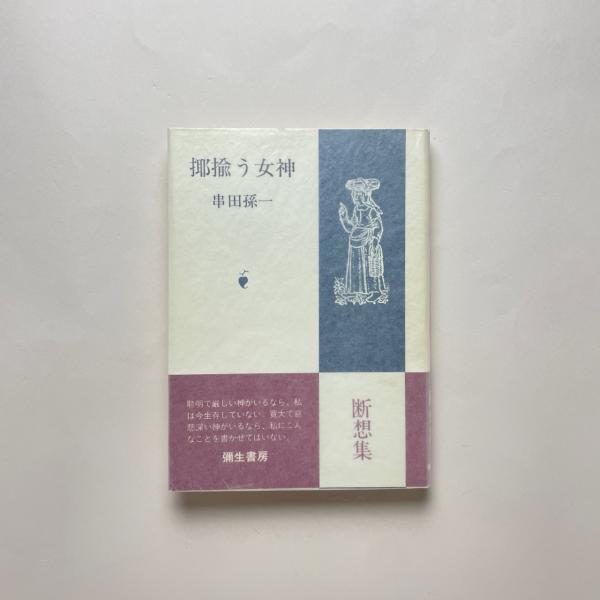 揶揄う女神
串田孫一
聡明で厳しい神がいるなら、私
は今生存していない。寛大で慈
悲深い神がいるなら、私にこん
なことを書かせてはいない。
彌生書房
断想集